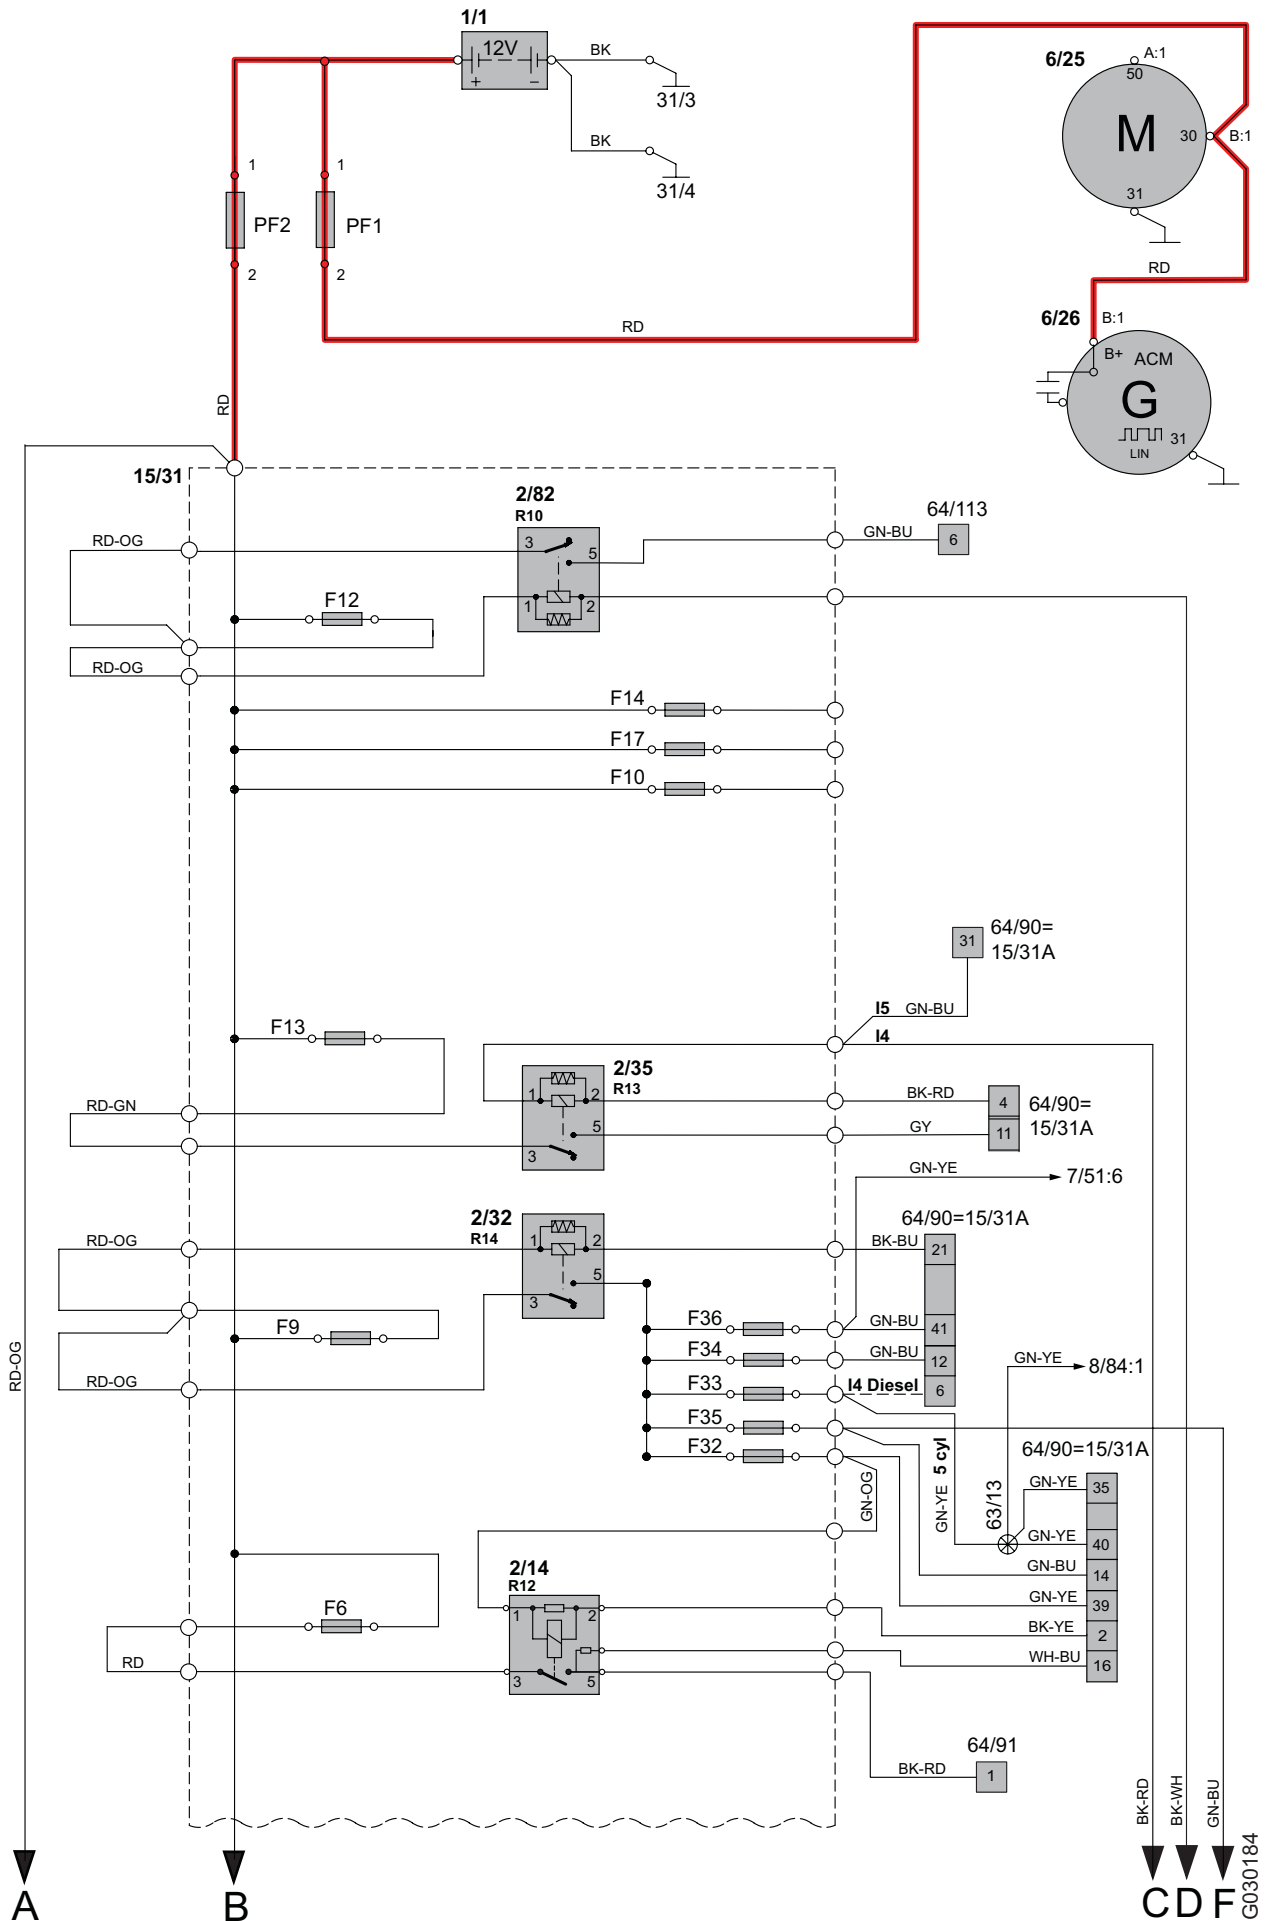 1/1
12V
+
–
BK
31/3
BK
31/4
6/25
A:1
50
M
30
B:1
31
1
PF2
2
1
PF1
2
RD
RD
6/26
B:1
B+
ACM
G
31
LIN
RD
15/31
2/82
R10
64/113
RD-OG
3
5
GN-BU
6
F12
1
2
RD-OG
F14
F17
F10
31
64/90=
15/31A
I5
GN-BU
I4
F13
2/35
R13
1
2
BK-RD
4
64/90=
15/31A
RD-GN
5
GY
11
3
GN-YE
7/51:6
2/32
R14
64/90=15/31A
RD-OG
1
2
BK-BU
21
5
3
F9
F36
GN-BU
41
F34
GN-BU
12
GN-YE
8/84:1
RD-OG
RD-OG
F33
I4 Diesel
6
F35
F32
64/90=15/31A
GN-OG
GN-YE
5 cyl
63/13
GN-YE
35
GN-YE
40
2/14
R12
GN-BU
14
F6
1
2
GN-YE
39
BK-YE
2
RD
3
5
WH-BU
16
64/91
BK-RD
1
BK-RD
BK-WH
GN-BU
A
B
C
D
F
G030184